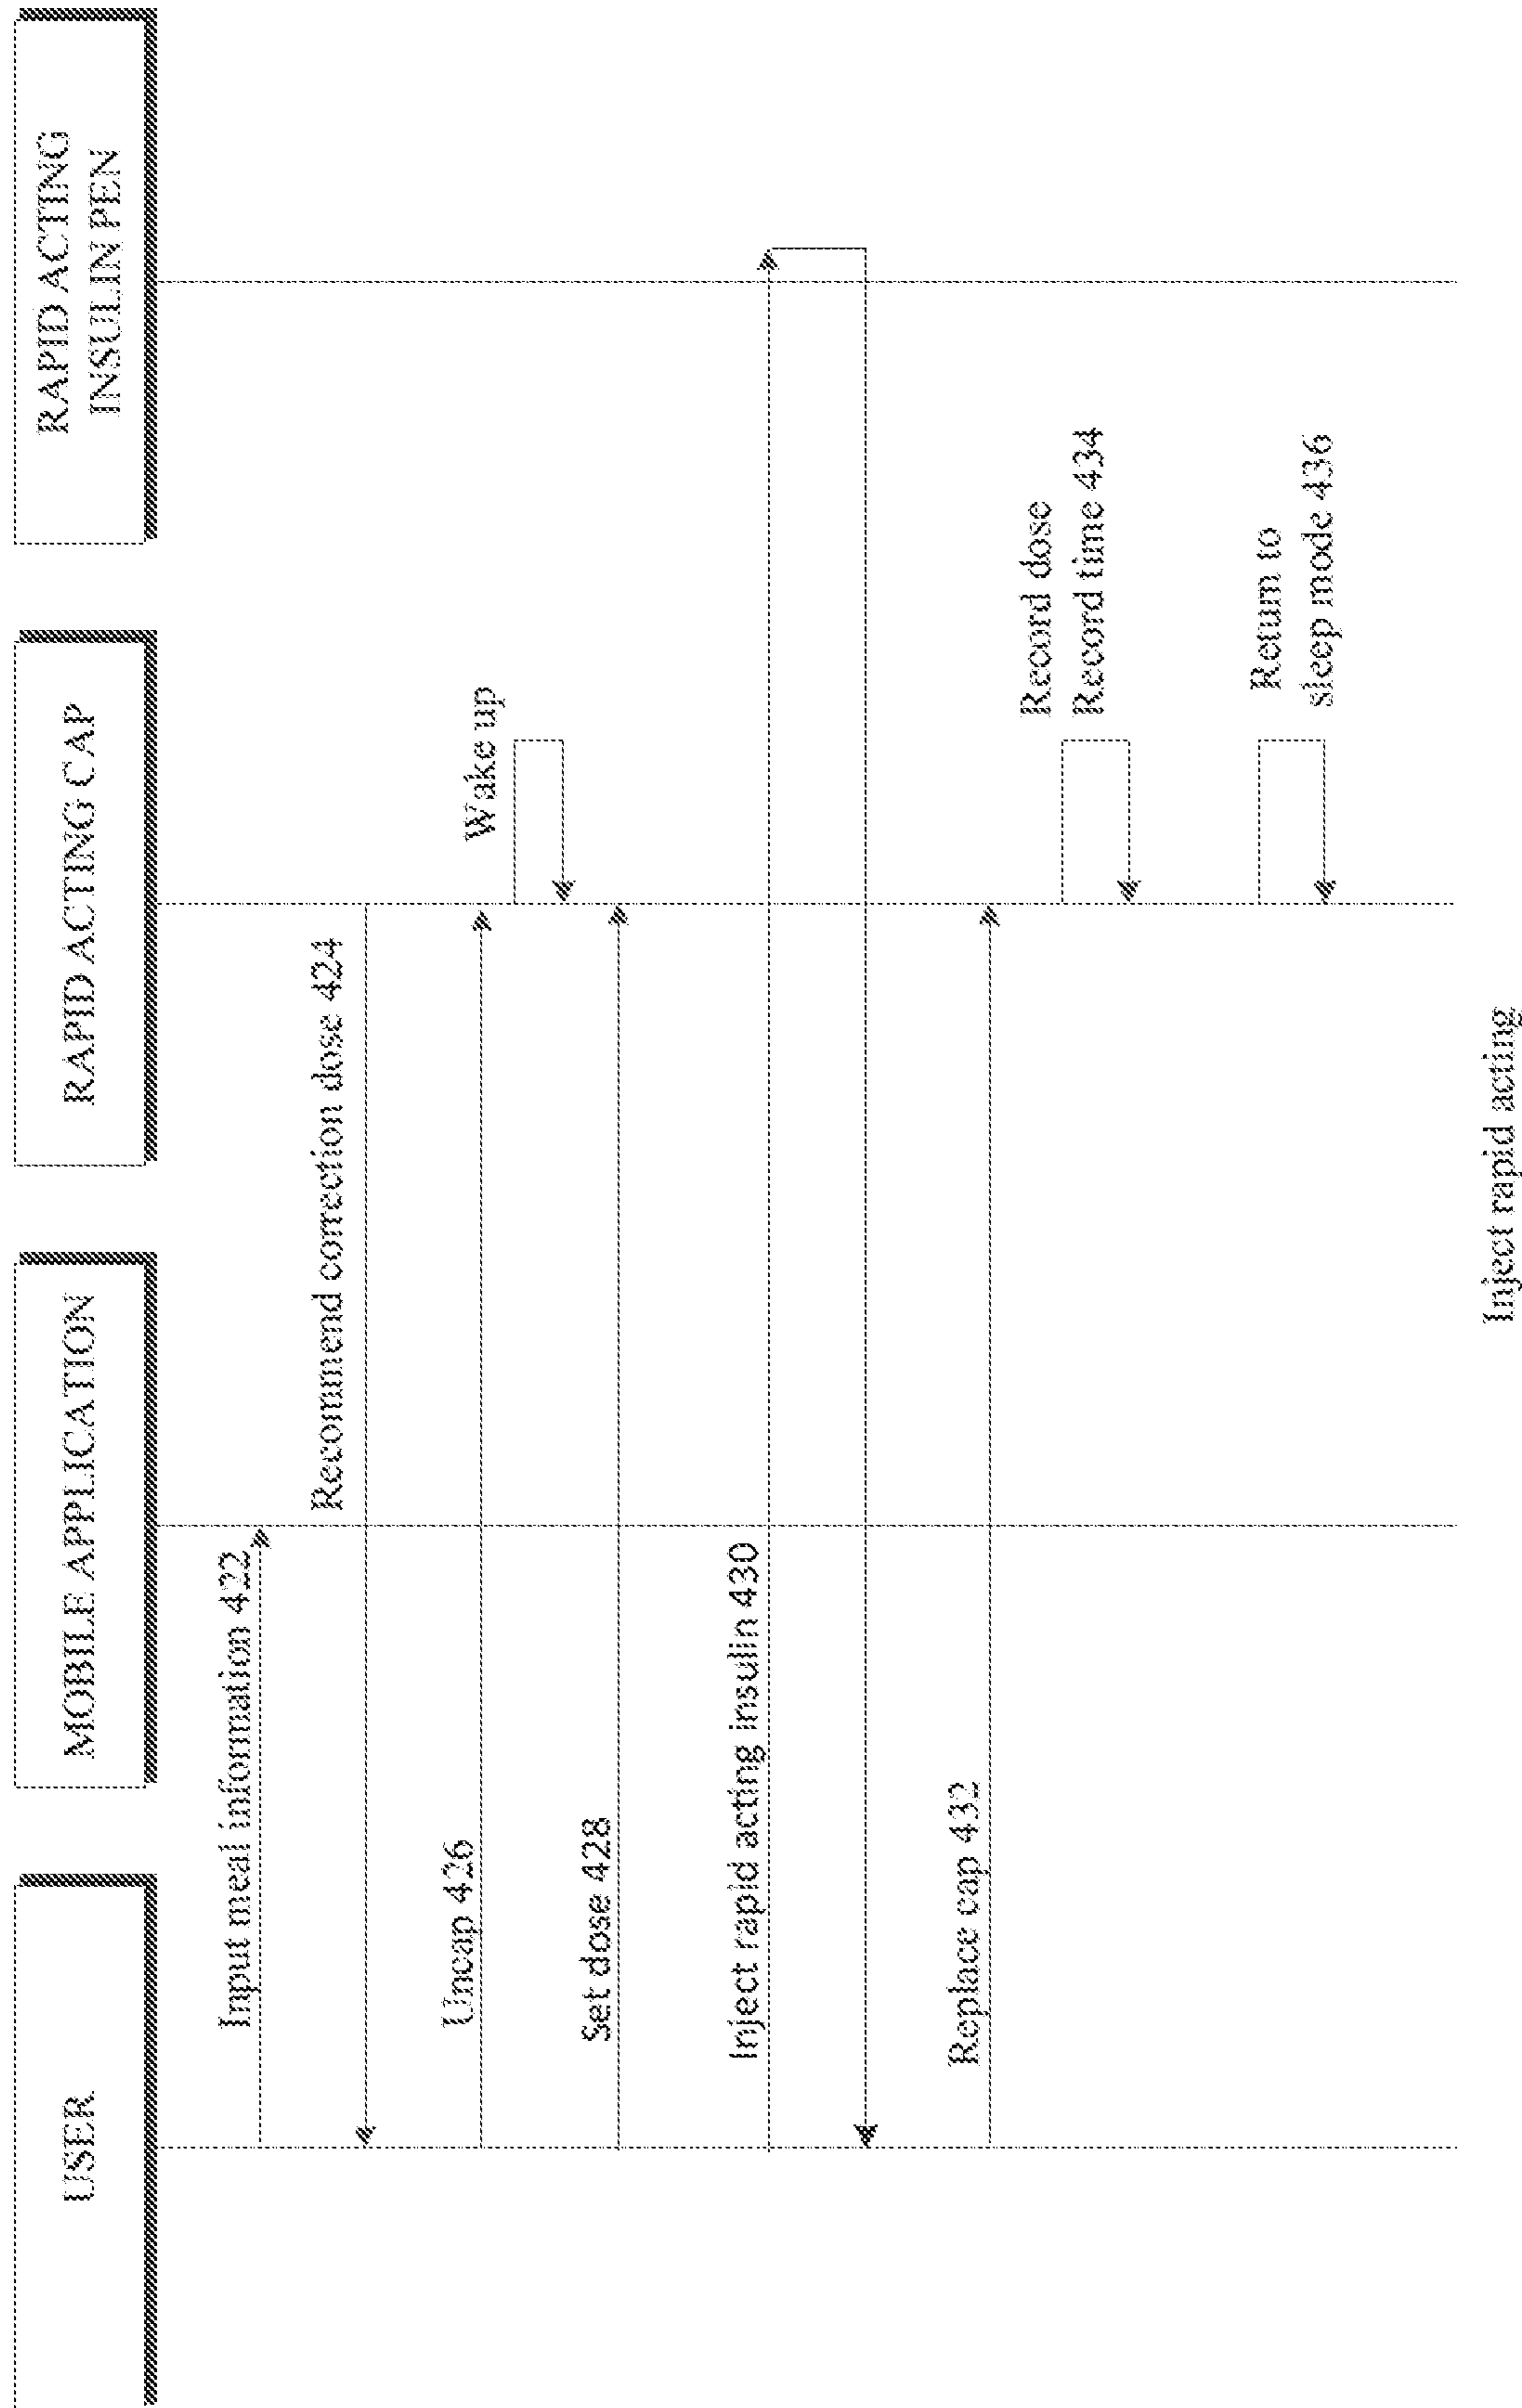 USER
MOBILE APPLICATION
RAPID ACTING CAP
RAPID ACTING
INSULIN PEN
Input meal information 422
Recommend correction dose 424
Uncap 426
Wake up
Set dose 428
Inject rapid acting insulin 430
Replace cap 432
Record dose
Record time 434
Return to
sleep mode 436
Inject rapid acting